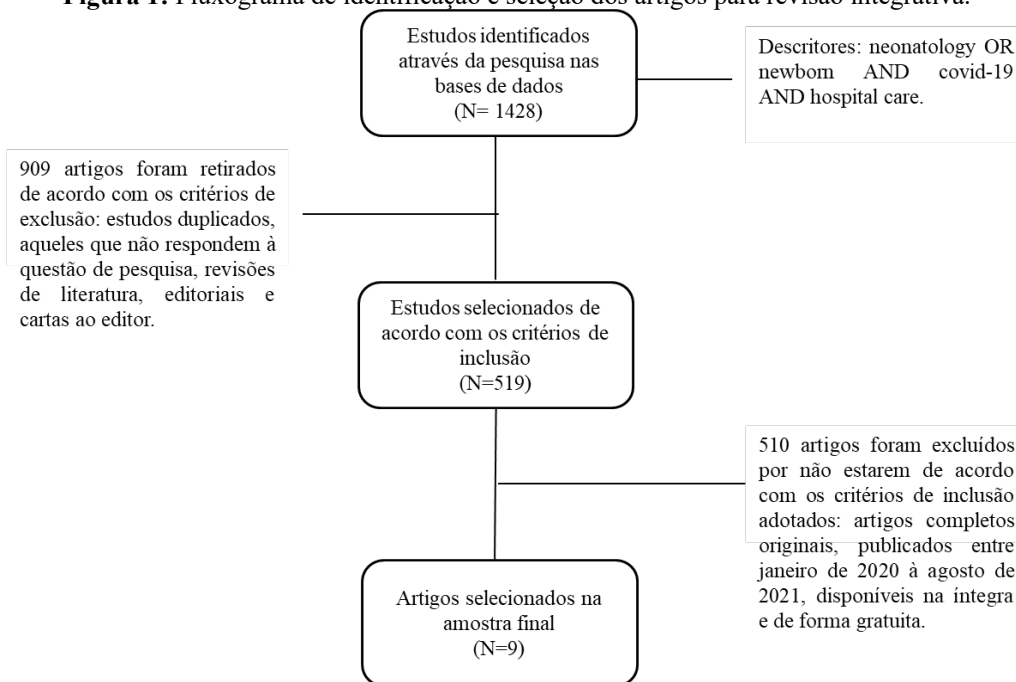 Figura 1. Fluxograma de identificação e seleção dos artigos para revisão integrativa.
Estudos identificados
através da pesquisa nas
bases de dados
(N= 1428)
Descritores: neonatology OR
newborn AND covid-19
AND hospital care.
909 artigos foram retirados
de acordo com os critérios de
exclusão: estudos duplicados,
aqueles que não respondem à
questão de pesquisa, revisões
de literatura, editoriais e
cartas ao editor.
Estudos selecionados de
acordo com os critérios de
inclusão
(N=519)
510 artigos foram excluídos
por não estarem de acordo
com os critérios de inclusão
adotados: artigos completos
originais, publicados entre
janeiro de 2020 à agosto de
2021, disponíveis na íntegra
e de forma gratuita.
Artigos selecionados na
amostra final
(N=9)